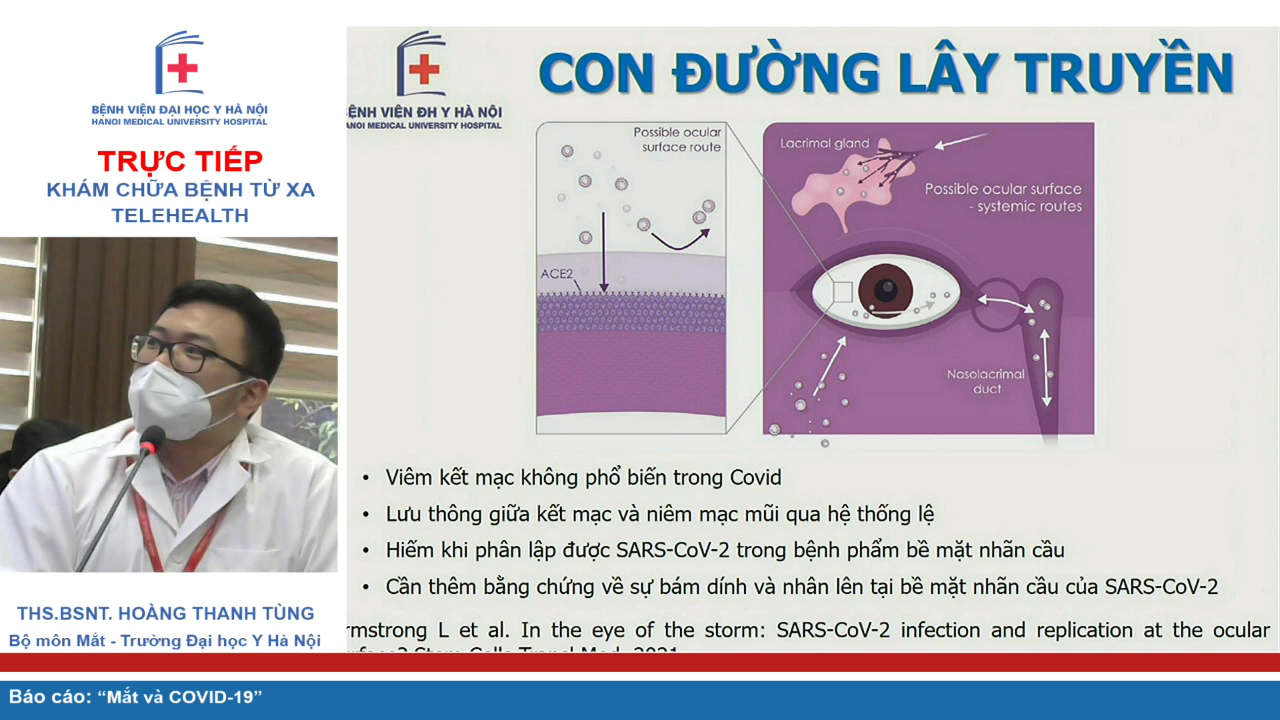 BỆNH VIỆN ĐẠI HỌC Y HÀ NỘI
HANOI MEDICAL UNIVERSITY HOSPITAL
TRỰC TIẾP
KHÁM CHỮA BỆNH TỪ XA
TELEHEALTH
THS.BSNT. HOÀNG THANH TÙNG
Bộ môn Mắt - Trường Đại học Y Hà Nội
ỆNH VIỆN ĐH Y HÀ NỘI
ANOI MEDICAL UNIVERSITY HOSPITAL
CON ĐƯỜNG LÂY TRUYỀN
Possible ocular
surface route
ACE2
Lacrimal gland
Possible ocular surface
- systemic routes
Nasolacrimal
duct
• Viêm kết mạc không phổ biến trong Covid
• Lưu thông giữa kết mạc và niêm mạc mũi qua hệ thống lệ
• Hiếm khi phân lập được SARS-CoV-2 trong bệnh phẩm bề mặt nhãn cầu
• Cần thêm bằng chứng về sự bám dính và nhân lên tại bề mặt nhãn cầu của SARS-CoV-2
rmstrong L et al. In the eye of the storm: SARS-CoV-2 infection and replication at the ocular
Báo cáo: “Mắt và COVID-19”